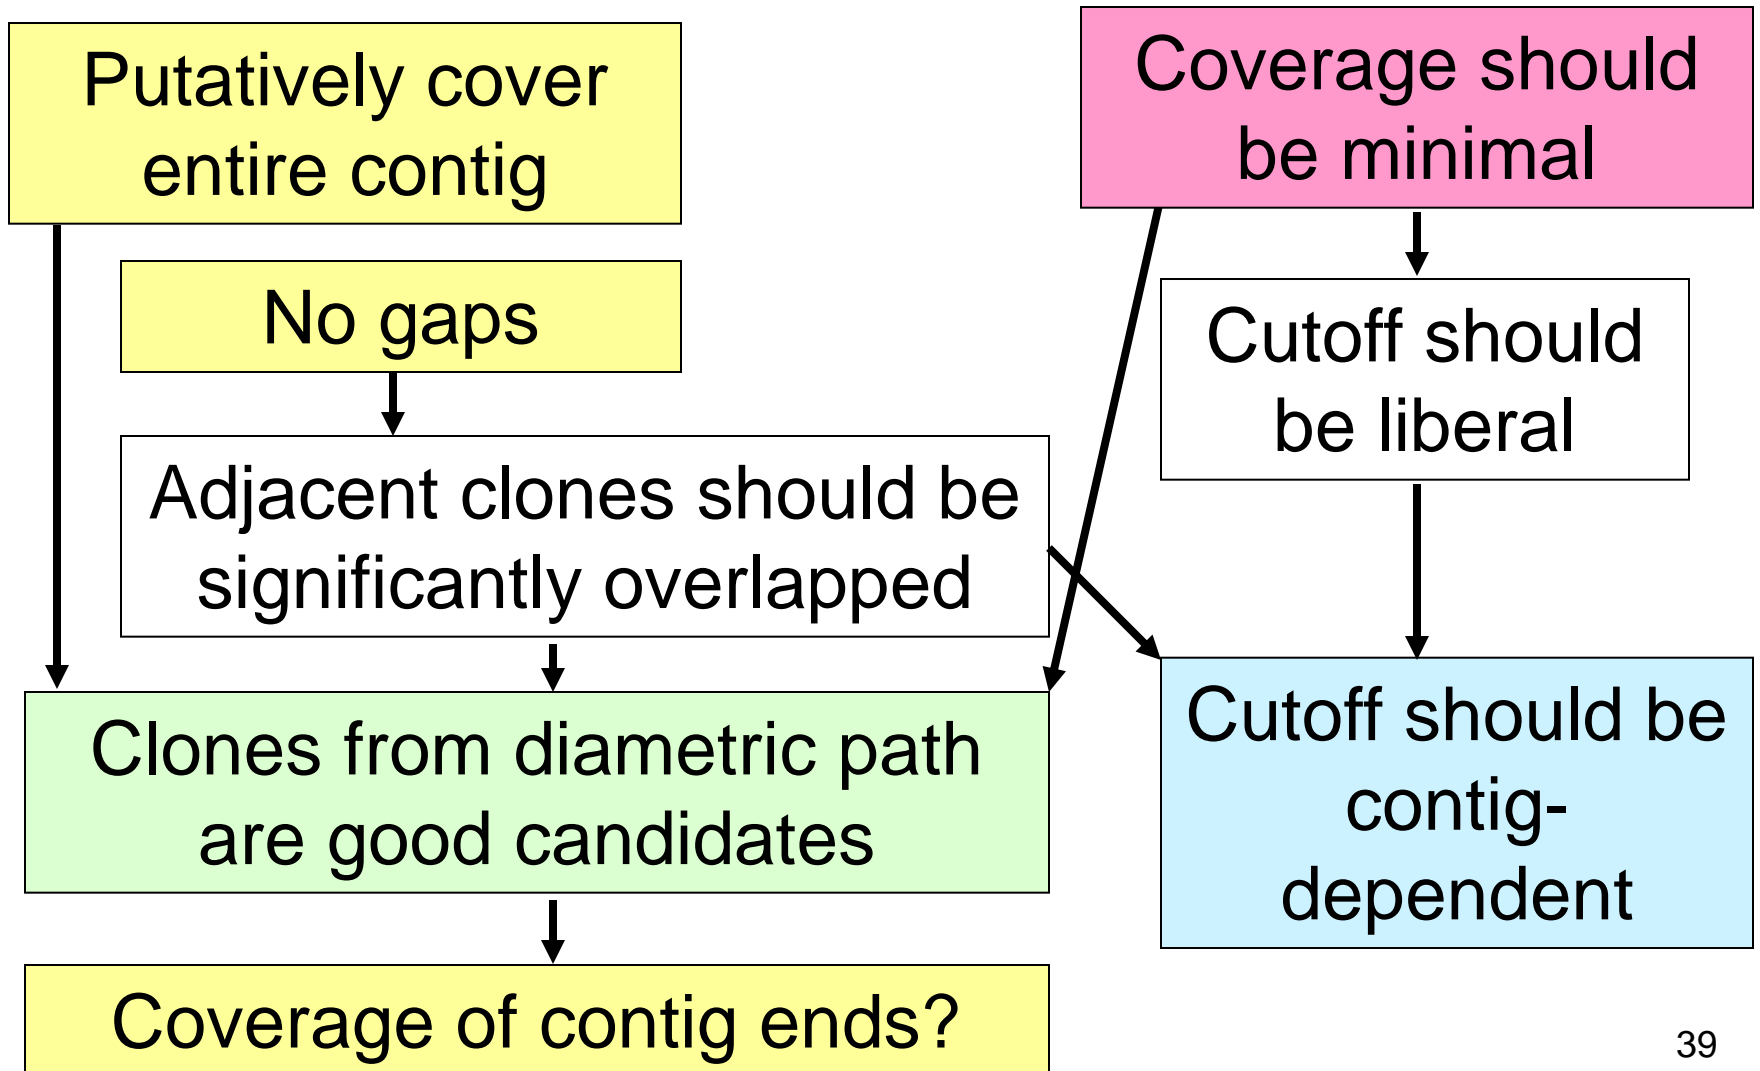 Putatively cover
entire contig
Coverage should
be minimal
No gaps
Cutoff should
be liberal
Adjacent clones should be
significantly overlapped
Clones from diametric path
are good candidates
Cutoff should be
contig-
dependent
Coverage of contig ends?
39